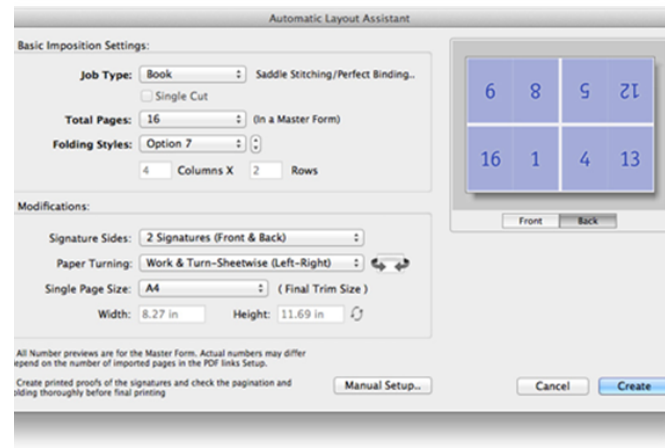 Automatic Layout Assistant
Basic Imposition Settings:
Job Type: Book Saddle Stitching/Perfect Binding..
Single Cut
Total Pages: 16 (In a Master Form)
Folding Styles: Option 7
4 Columns X 2 Rows
9 8 5 12
16 1 4 13
Front Back
Modifications:
Signature Sides: 2 Signatures (Front & Back)
Paper Turning: Work & Turn-Sheetwise (Left-Right)
Single Page Size: A4 ( Final Trim Size )
Width: 8.27 in Height: 11.69 in
All Number previews are for the Master Form. Actual numbers may differ
epend on the number of imported pages in the PDF links Setup.
Create printed proofs of the signatures and check the pagination and
olding thoroughly before final printing
Manual Setup..
Cancel Create